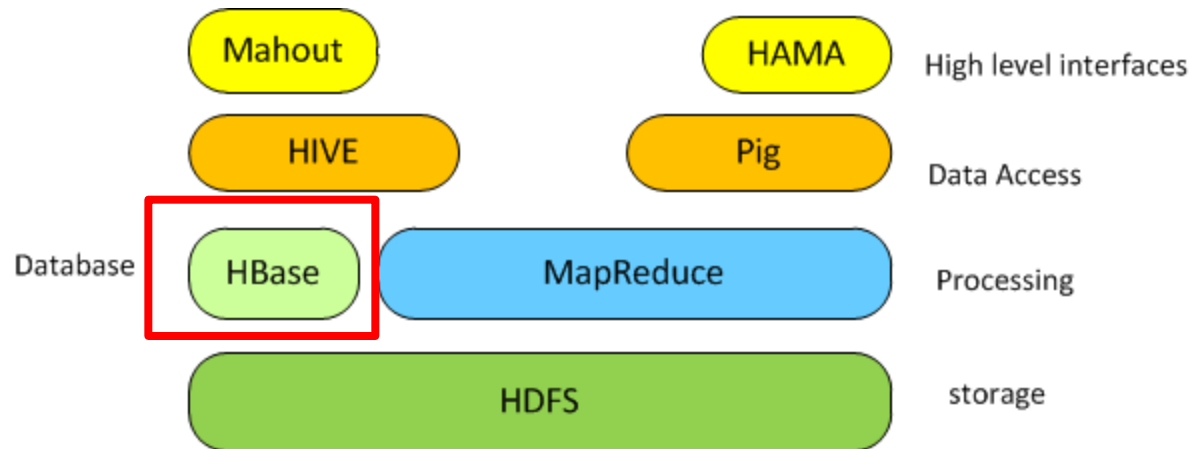 Mahout
HAMA
High level interfaces
HIVE
Pig
Data Access
Database
HBase
MapReduce
Processing
HDFS
storage